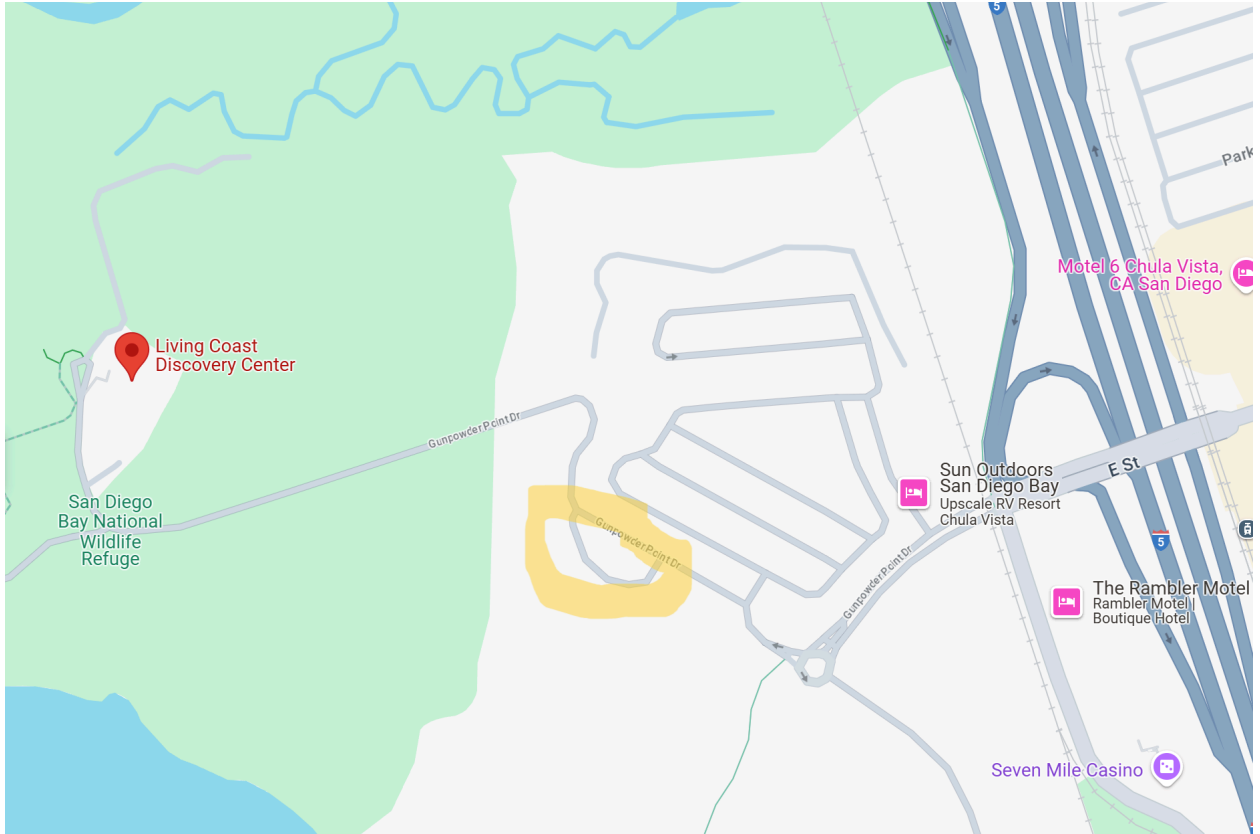 5
Park
Motel 6 Chula Vista,
CA San Diego
Living Coast
Discovery Center
Gunpowder Point Dr
E St
Sun Outdoors
San Diego Bay
Upscale RV Resort
Chula Vista
San Diego
Bay National
Wildlife
Refuge
Gunpowder Point Dr
5
Gunpowder Point Dr
The Rambler Motel
Rambler Motel |
Boutique Hotel
Seven Mile Casino